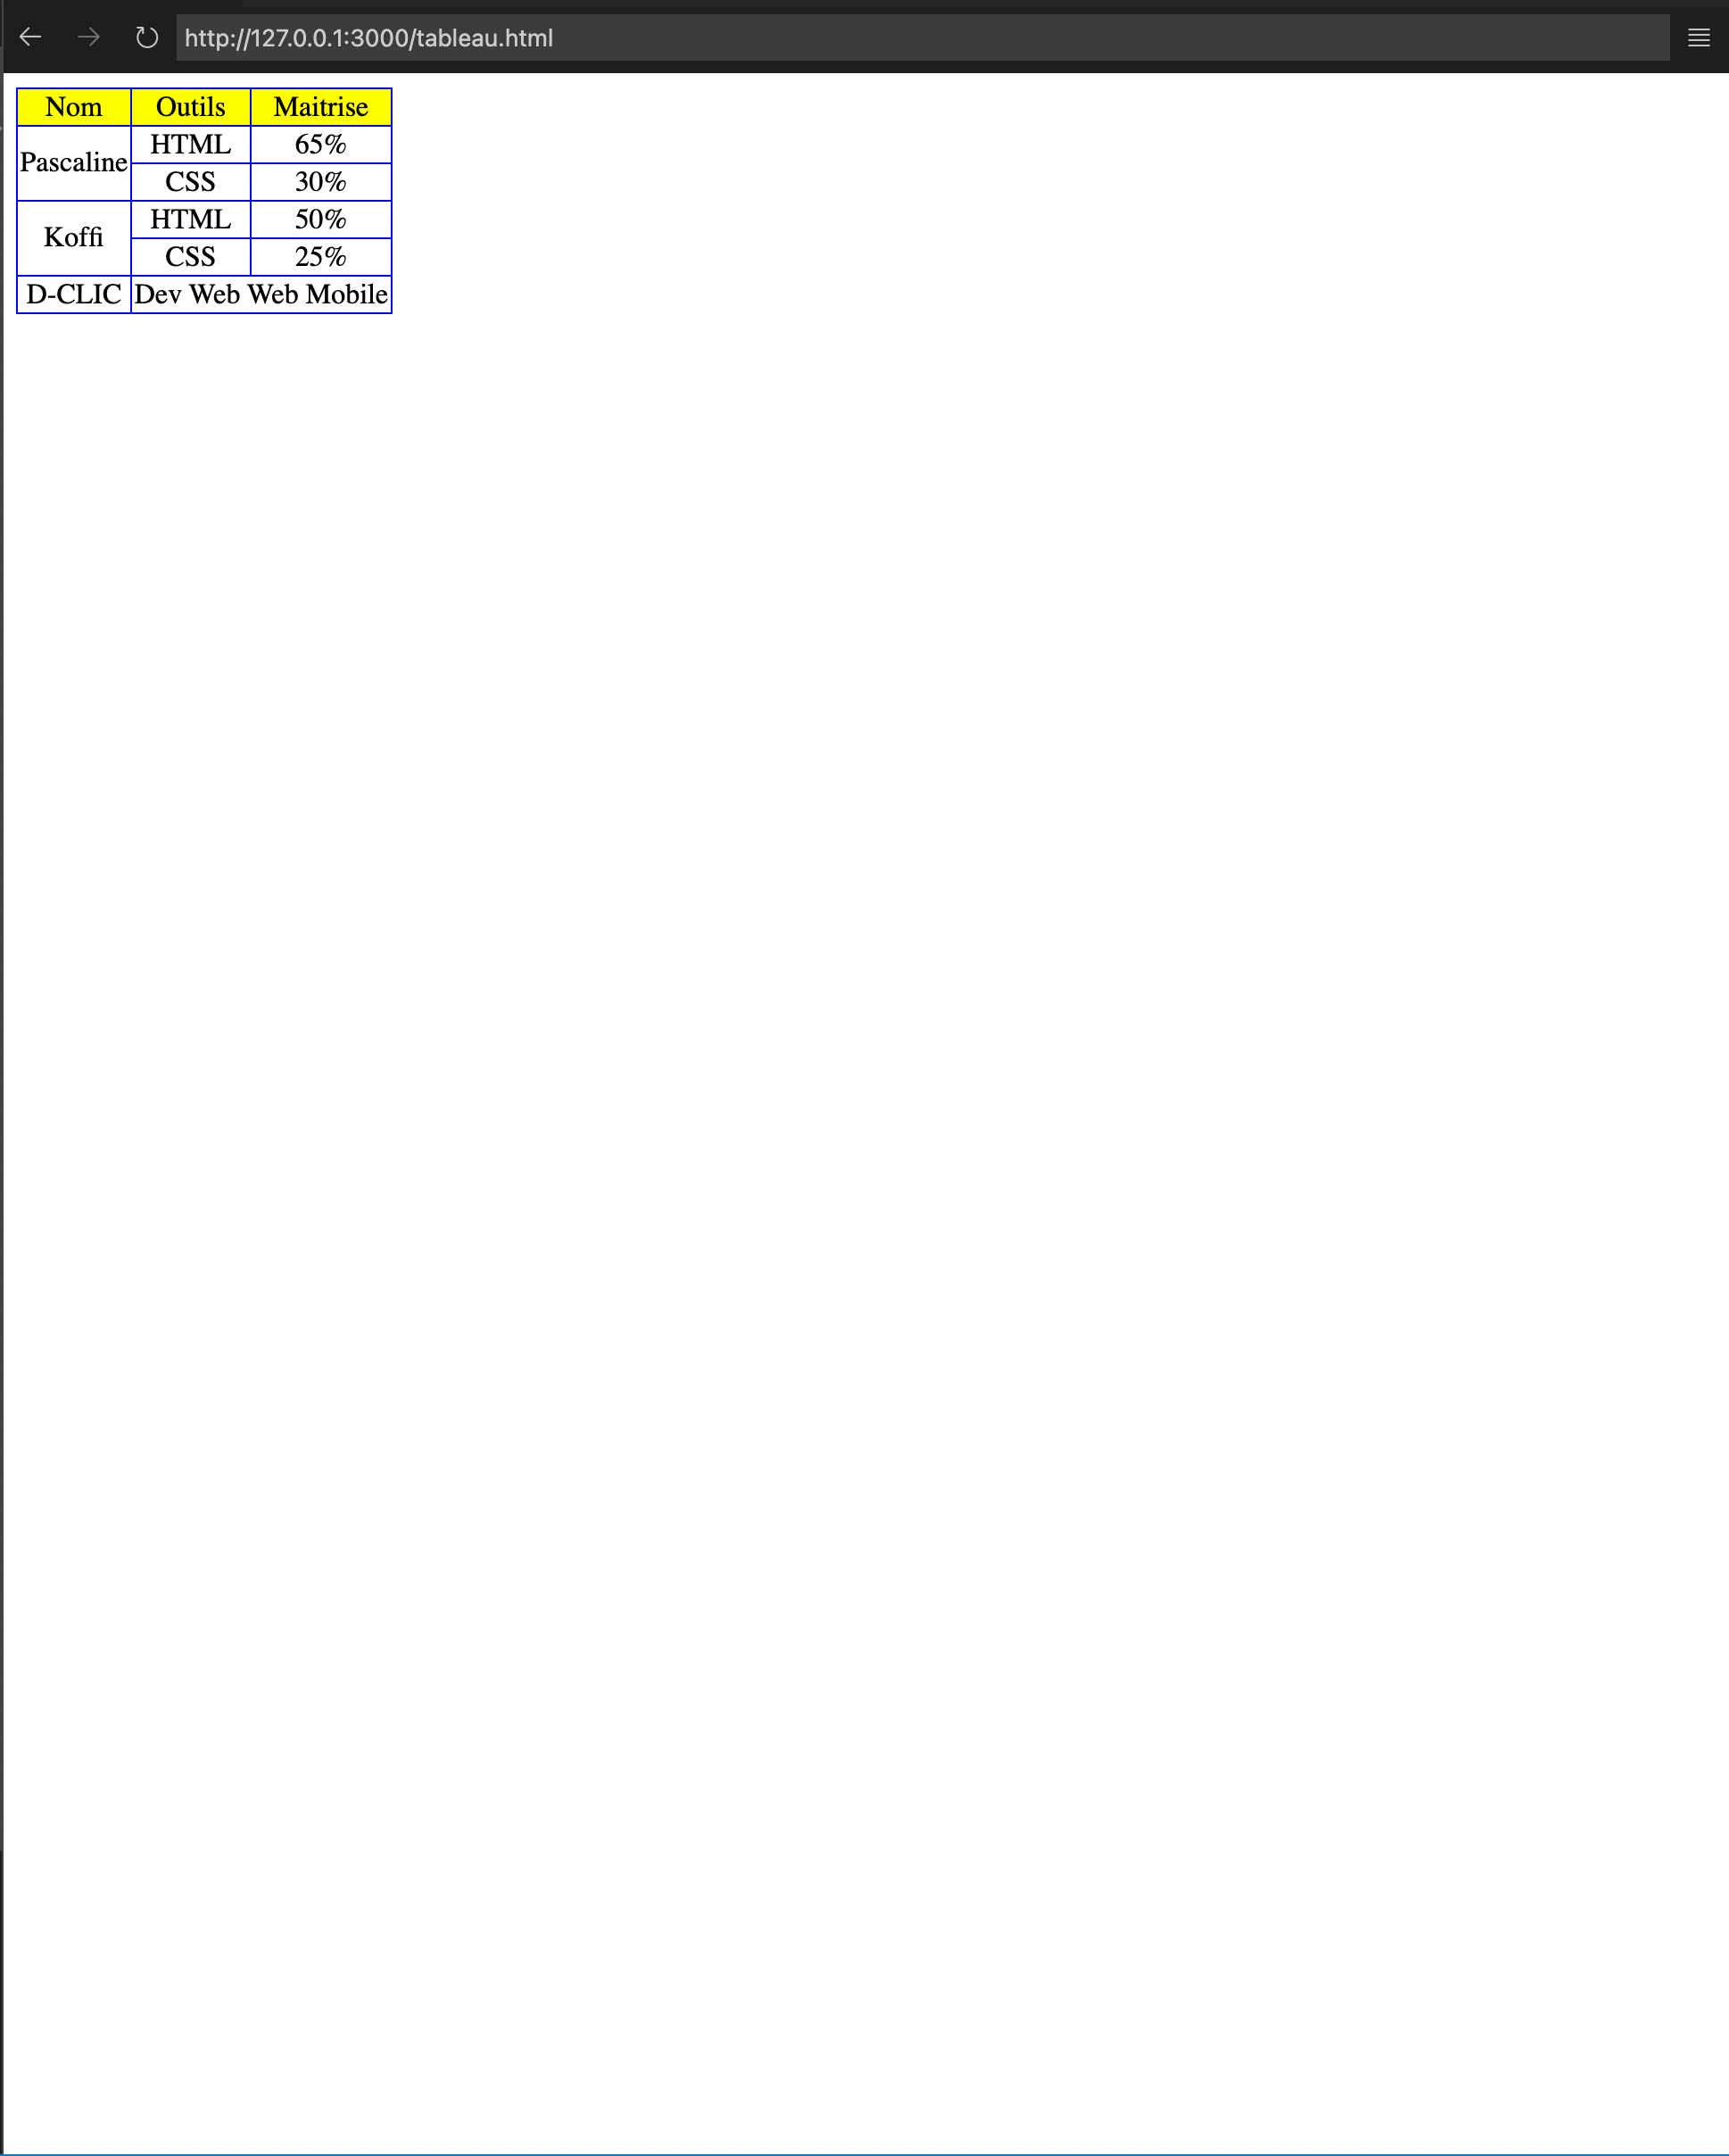 http://127.0.0.1:3000/tableau.html
Nom Outils Maitrise
Pascaline HTML 65%
CSS 30%
Koffi HTML 50%
CSS 25%
D-CLIC Dev Web Web Mobile